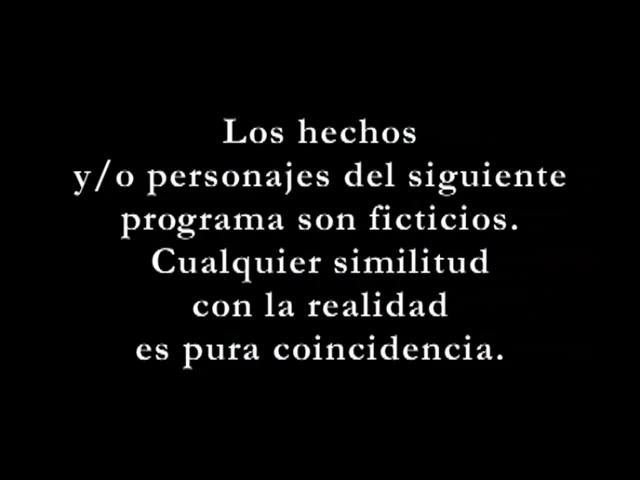 Los hechos
y/o personajes del siguiente
programa son ficticios.
Cualquier similitud
con la realidad
es pura coincidencia.